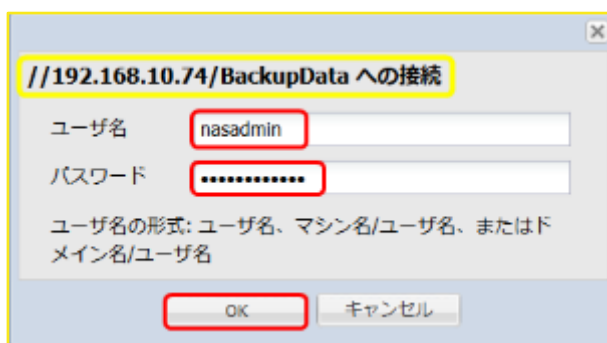 //192.168.10.74/BackupData への接続
ユーザ名 nasadmin
パスワード ••••••••••••
ユーザ名の形式: ユーザ名、マシン名/ユーザ名、またはド
メイン名/ユーザ名
OK キャンセル